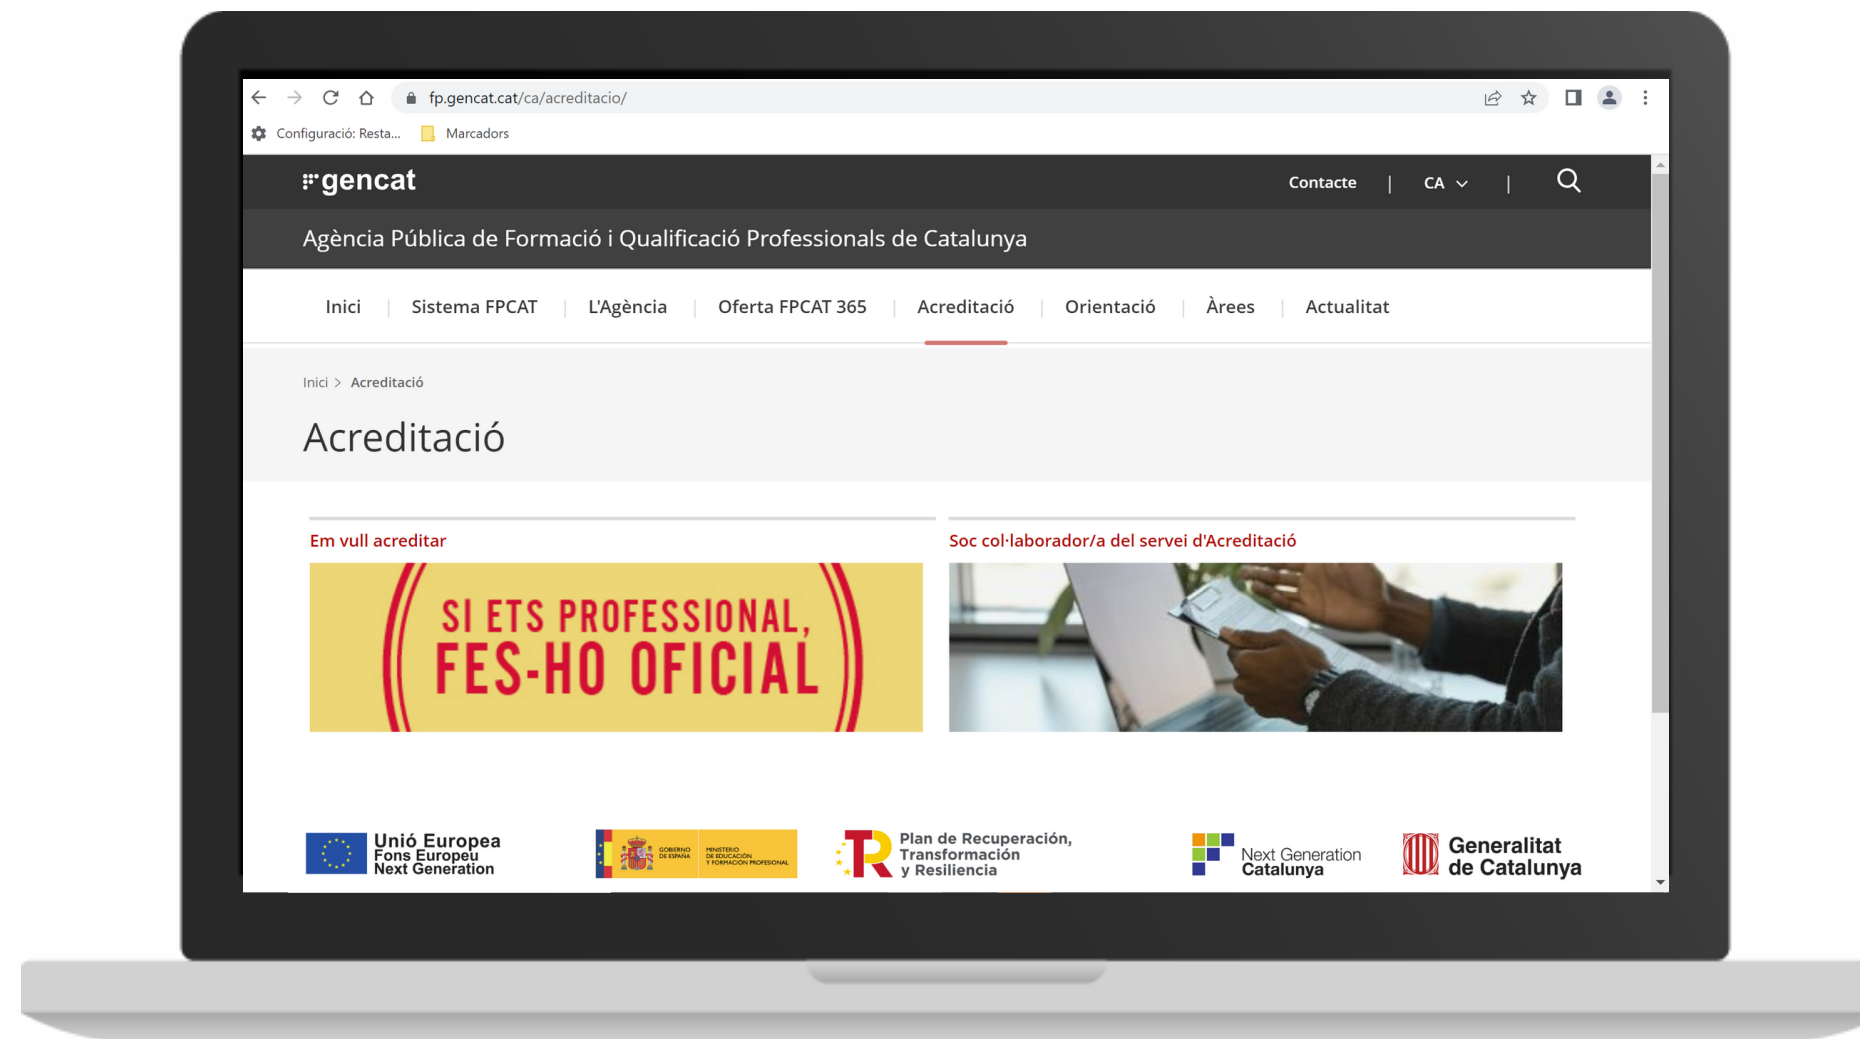 fp.gencat.cat/ca/acreditacio/
Configuració: Resta... Marcadors
gencat
Contacte | CA |
Agència Pública de Formació i Qualificació Professionals de Catalunya
Inici | Sistema FPCAT | L'Agència | Oferta FPCAT 365 | Acreditació | Orientació | Àrees | Actualitat
Inici > Acreditació
Acreditació
Em vull acreditar
SI ETS PROFESSIONAL,
FES-HO OFICIAL
Soc col·laborador/a del servei d'Acreditació
Unió Europea
Fons Europeu
Next Generation
GOBIERNO
DE ESPAÑA
MINISTERIO
DE EDUCACIÓN
Y FORMACIÓN PROFESIONAL
TR
Plan de Recuperación,
Transformación
y Resiliencia
Next Generation
Catalunya
Generalitat
de Catalunya